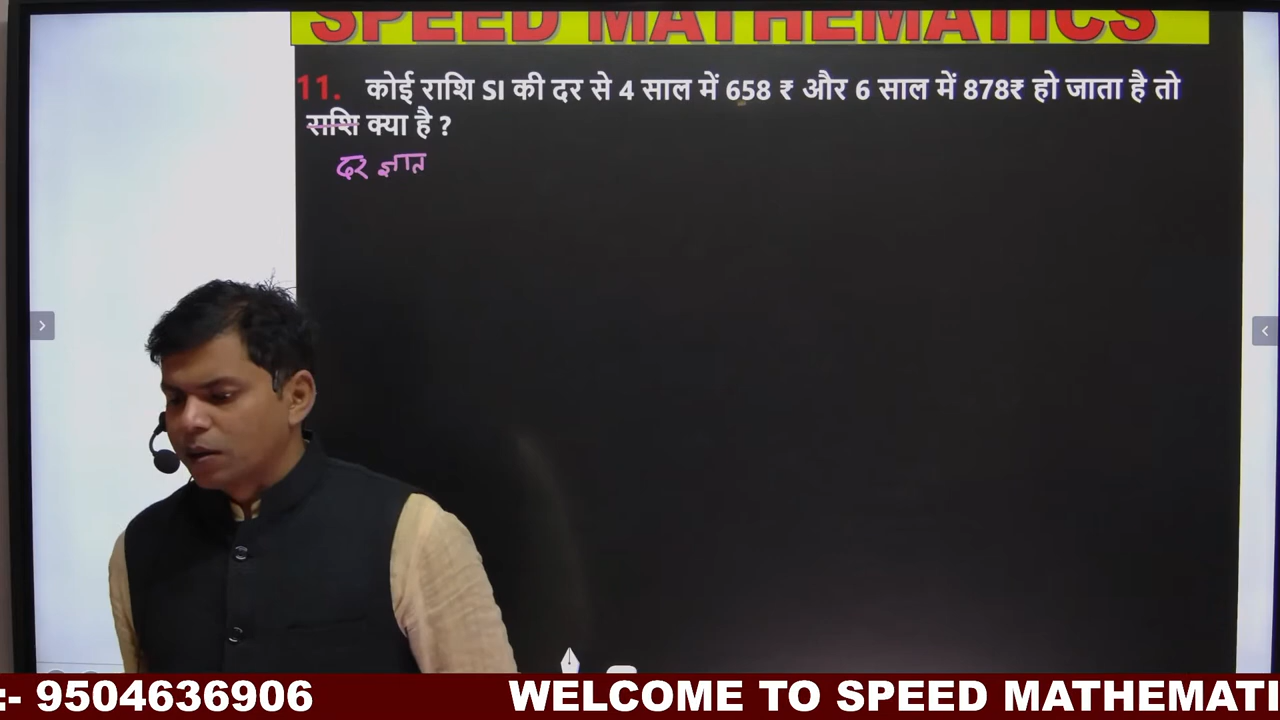 SPEED MATHEMATICS
11. कोई राशि SI की दर से 4 साल में 658 ₹ और 6 साल में 878₹ हो जाता है तो
राशि क्या है ?
दर ज्ञात
:- 9504636906 WELCOME TO SPEED MATHEMATI